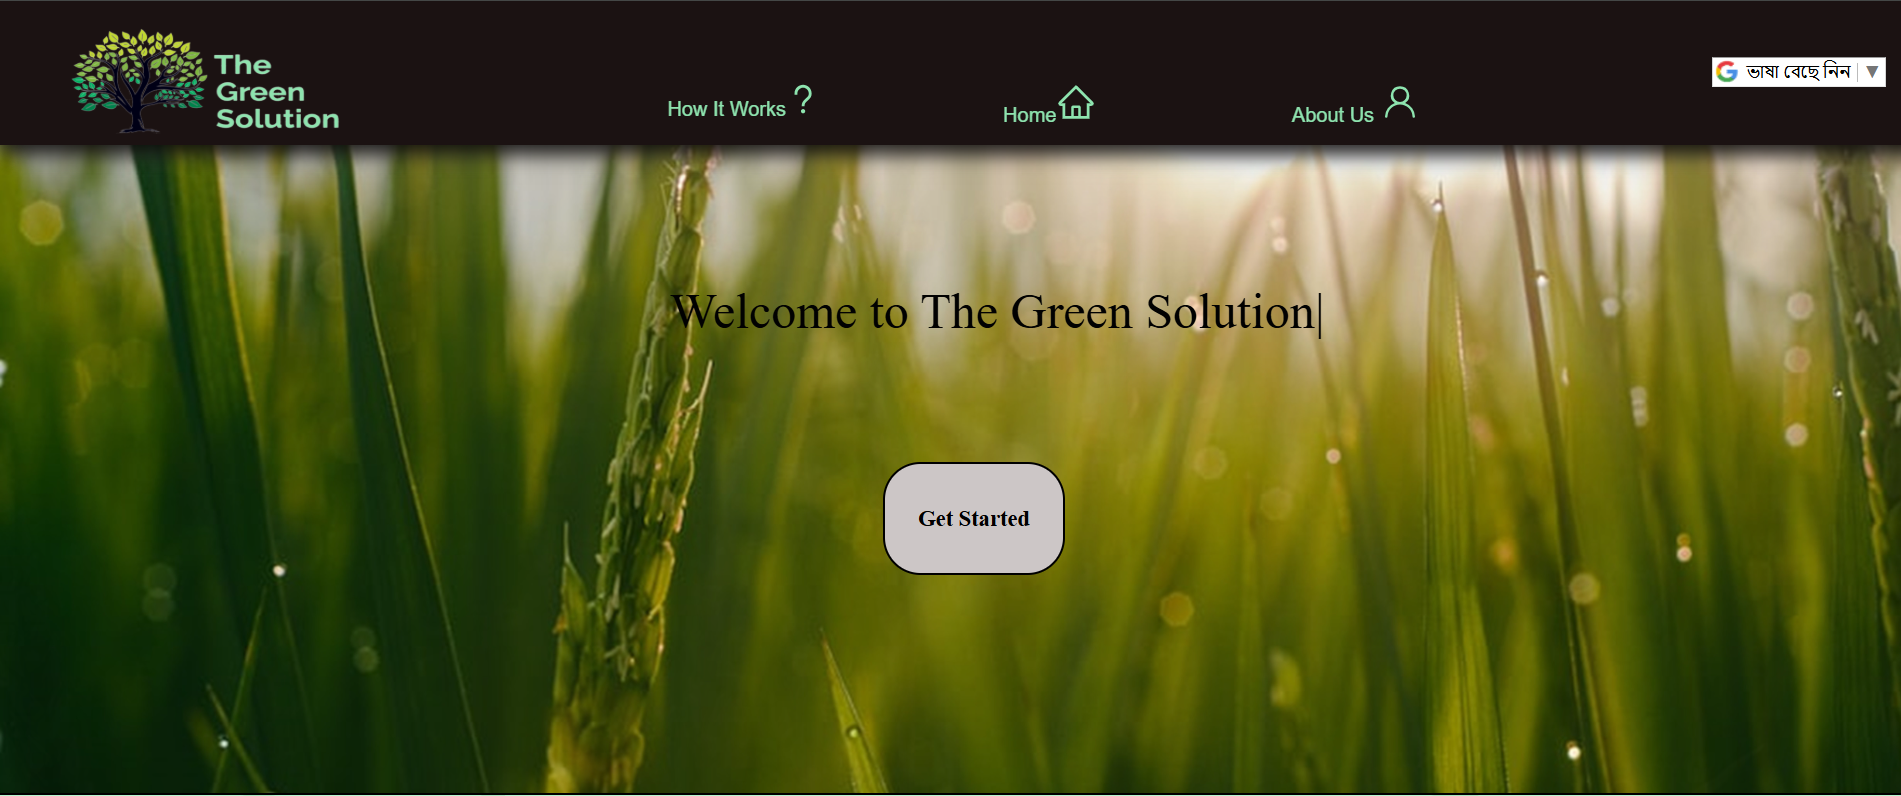 The
Green
Solution
How It Works ?
Home
About Us
ভাষা বেছে নিন ▼
Welcome to The Green Solution|
Get Started